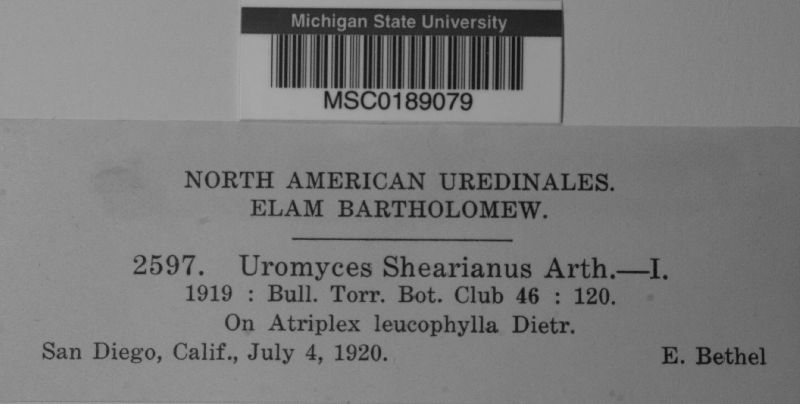 Michigan State University
MSC0189079
NORTH AMERICAN UREDINALES.
ELAM BARTHOLOMEW.
2597. Uromyces Shearianus Arth.—I.
1919 : Bull. Torr. Bot. Club 46 : 120.
On Atriplex leucophylla Dietr.
San Diego, Calif., July 4, 1920. E. Bethel